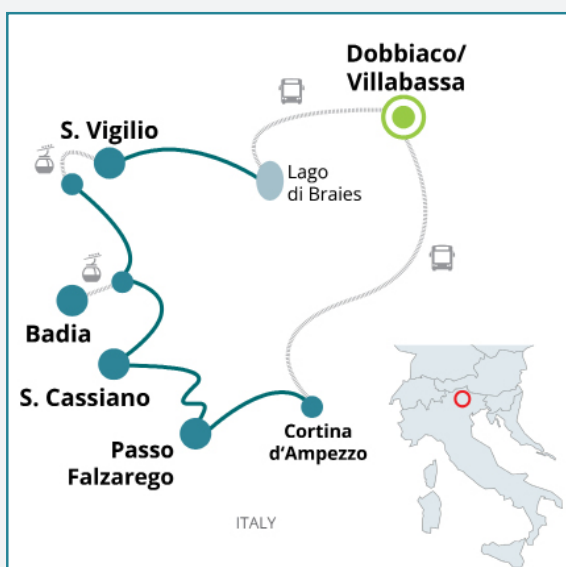 Dobbiaco/
Villabassa
S. Vigilio
Lago
di Braies
Badia
S. Cassiano
Passo
Falzarego
Cortina
d‘Ampezzo
ITALY